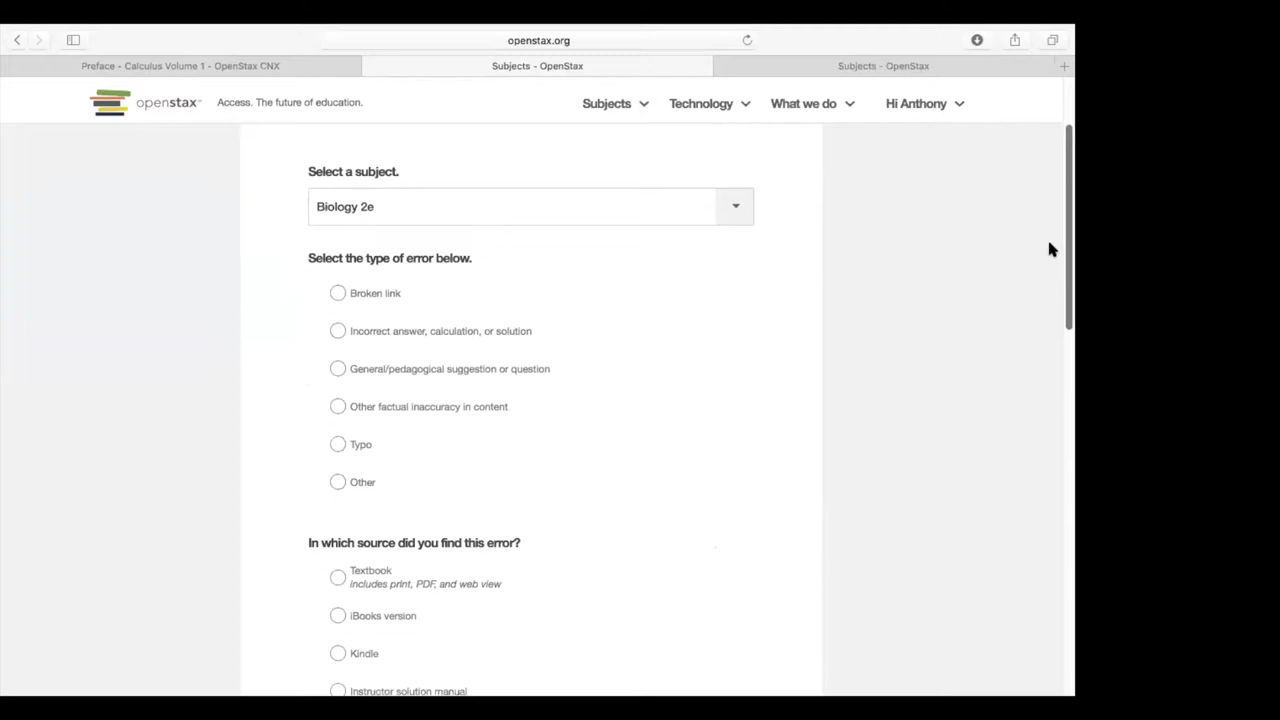 openstax.org
Preface - Calculus Volume 1 - OpenStax CNX
Subjects - OpenStax
Subjects - OpenStax
openstax™
Access. The future of education.
Subjects
Technology
What we do
Hi Anthony
Select a subject.
Biology 2e
Select the type of error below.
Broken link
Incorrect answer, calculation, or solution
General/pedagogical suggestion or question
Other factual inaccuracy in content
Typo
Other
In which source did you find this error?
Textbook
includes print, PDF, and web view
iBooks version
Kindle
Instructor solution manual